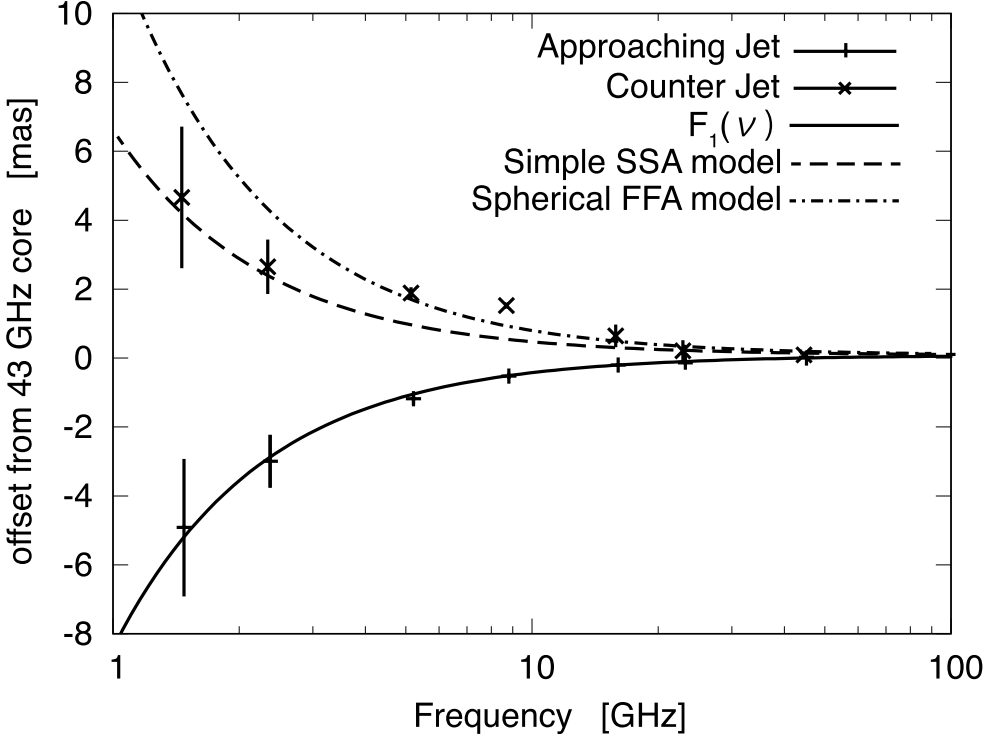 offset from 43 GHz core [mas]
10
8
6
4
2
0
-2
-4
-6
-8
Approaching Jet
Counter Jet
F₁(ν)
Simple SSA model
Spherical FFA model
1
10
100
Frequency [GHz]